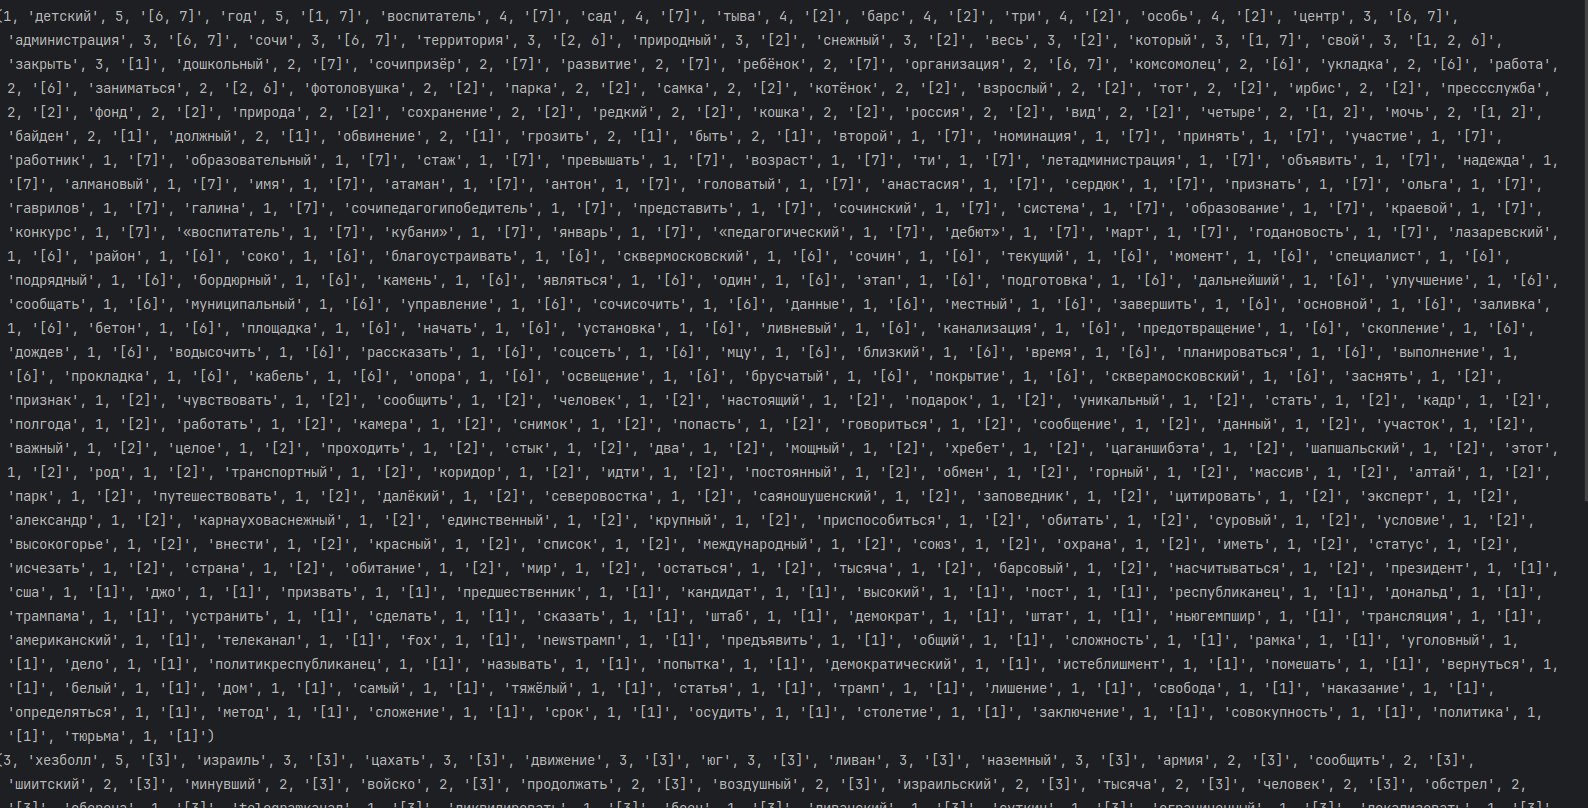 (1, 'детский', 5, '[6, 7]', 'год', 5, '[1, 7]', 'воспитатель', 4, '[7]', 'сад', 4, '[7]', 'тыва', 4, '[2]', 'барс', 4, '[2]', 'три', 4, '[2]', 'особь', 4, '[2]', 'центр', 3, '[6, 7]',
'администрация', 3, '[6, 7]', 'сочи', 3, '[6, 7]', 'территория', 3, '[2, 6]', 'природный', 3, '[2]', 'снежный', 3, '[2]', 'весь', 3, '[2]', 'который', 3, '[1, 7]', 'свой', 3, '[1, 2, 6]',
'закрыть', 3, '[1]', 'дошкольный', 2, '[7]', 'сочипризёр', 2, '[7]', 'развитие', 2, '[7]', 'ребёнок', 2, '[7]', 'организация', 2, '[6, 7]', 'комсомолец', 2, '[6]', 'укладка', 2, '[6]', 'работа',
2, '[6]', 'заниматься', 2, '[2, 6]', 'фотоловушка', 2, '[2]', 'парка', 2, '[2]', 'самка', 2, '[2]', 'котёнок', 2, '[2]', 'взрослый', 2, '[2]', 'тот', 2, '[2]', 'ирбис', 2, '[2]', 'прессслужба',
2, '[2]', 'фонд', 2, '[2]', 'природа', 2, '[2]', 'сохранение', 2, '[2]', 'редкий', 2, '[2]', 'кошка', 2, '[2]', 'россия', 2, '[2]', 'вид', 2, '[2]', 'четыре', 2, '[1, 2]', 'мочь', 2, '[1, 2]',
'байден', 2, '[1]', 'должный', 2, '[1]', 'обвинение', 2, '[1]', 'грозить', 2, '[1]', 'быть', 2, '[1]', 'второй', 1, '[7]', 'номинация', 1, '[7]', 'принять', 1, '[7]', 'участие', 1, '[7]',
'работник', 1, '[7]', 'образовательный', 1, '[7]', 'стаж', 1, '[7]', 'превышать', 1, '[7]', 'возраст', 1, '[7]', 'ти', 1, '[7]', 'летадминистрация', 1, '[7]', 'объявить', 1, '[7]', 'надежда', 1,
'[7]', 'алмановый', 1, '[7]', 'имя', 1, '[7]', 'атаман', 1, '[7]', 'антон', 1, '[7]', 'головатый', 1, '[7]', 'анастасия', 1, '[7]', 'сердюк', 1, '[7]', 'признать', 1, '[7]', 'ольга', 1, '[7]',
'гаврилов', 1, '[7]', 'галина', 1, '[7]', 'сочипедагогипобедитель', 1, '[7]', 'представить', 1, '[7]', 'сочинский', 1, '[7]', 'система', 1, '[7]', 'образование', 1, '[7]', 'краевой', 1, '[7]',
'конкурс', 1, '[7]', '«воспитатель', 1, '[7]', 'кубани»', 1, '[7]', 'январь', 1, '[7]', '«педагогический', 1, '[7]', 'дебют»', 1, '[7]', 'март', 1, '[7]', 'годановость', 1, '[7]', 'лазаревский',
1, '[6]', 'район', 1, '[6]', 'соко', 1, '[6]', 'благоустраивать', 1, '[6]', 'сквермосковский', 1, '[6]', 'сочин', 1, '[6]', 'текущий', 1, '[6]', 'момент', 1, '[6]', 'специалист', 1, '[6]',
'подрядный', 1, '[6]', 'бордюрный', 1, '[6]', 'камень', 1, '[6]', 'являться', 1, '[6]', 'один', 1, '[6]', 'этап', 1, '[6]', 'подготовка', 1, '[6]', 'дальнейший', 1, '[6]', 'улучшение', 1, '[6]',
'сообщать', 1, '[6]', 'муниципальный', 1, '[6]', 'управление', 1, '[6]', 'сочисочить', 1, '[6]', 'данные', 1, '[6]', 'местный', 1, '[6]', 'завершить', 1, '[6]', 'основной', 1, '[6]', 'заливка',
1, '[6]', 'бетон', 1, '[6]', 'площадка', 1, '[6]', 'начать', 1, '[6]', 'установка', 1, '[6]', 'ливневый', 1, '[6]', 'канализация', 1, '[6]', 'предотвращение', 1, '[6]', 'скопление', 1, '[6]',
'дождев', 1, '[6]', 'водысочить', 1, '[6]', 'рассказать', 1, '[6]', 'соцсеть', 1, '[6]', 'мцу', 1, '[6]', 'близкий', 1, '[6]', 'время', 1, '[6]', 'планироваться', 1, '[6]', 'выполнение', 1,
'[6]', 'прокладка', 1, '[6]', 'кабель', 1, '[6]', 'опора', 1, '[6]', 'освещение', 1, '[6]', 'брусчатый', 1, '[6]', 'покрытие', 1, '[6]', 'скверамосковский', 1, '[6]', 'заснять', 1, '[2]',
'признак', 1, '[2]', 'чувствовать', 1, '[2]', 'сообщить', 1, '[2]', 'человек', 1, '[2]', 'настоящий', 1, '[2]', 'подарок', 1, '[2]', 'уникальный', 1, '[2]', 'стать', 1, '[2]', 'кадр', 1, '[2]',
'полгода', 1, '[2]', 'работать', 1, '[2]', 'камера', 1, '[2]', 'снимок', 1, '[2]', 'попасть', 1, '[2]', 'говориться', 1, '[2]', 'сообщение', 1, '[2]', 'данный', 1, '[2]', 'участок', 1, '[2]',
'важный', 1, '[2]', 'целое', 1, '[2]', 'проходить', 1, '[2]', 'стык', 1, '[2]', 'два', 1, '[2]', 'мощный', 1, '[2]', 'хребет', 1, '[2]', 'цаганшибэта', 1, '[2]', 'шапшальский', 1, '[2]', 'этот',
1, '[2]', 'род', 1, '[2]', 'транспортный', 1, '[2]', 'коридор', 1, '[2]', 'идти', 1, '[2]', 'постоянный', 1, '[2]', 'обмен', 1, '[2]', 'горный', 1, '[2]', 'массив', 1, '[2]', 'алтай', 1, '[2]',
'парк', 1, '[2]', 'путешествовать', 1, '[2]', 'далёкий', 1, '[2]', 'северовостка', 1, '[2]', 'саяношушенский', 1, '[2]', 'заповедник', 1, '[2]', 'цитировать', 1, '[2]', 'эксперт', 1, '[2]',
'александр', 1, '[2]', 'карнауховаснежный', 1, '[2]', 'единственный', 1, '[2]', 'крупный', 1, '[2]', 'приспособиться', 1, '[2]', 'обитать', 1, '[2]', 'суровый', 1, '[2]', 'условие', 1, '[2]',
'высокогорье', 1, '[2]', 'внести', 1, '[2]', 'красный', 1, '[2]', 'список', 1, '[2]', 'международный', 1, '[2]', 'союз', 1, '[2]', 'охрана', 1, '[2]', 'иметь', 1, '[2]', 'статус', 1, '[2]',
'исчезать', 1, '[2]', 'страна', 1, '[2]', 'обитание', 1, '[2]', 'мир', 1, '[2]', 'остаться', 1, '[2]', 'тысяча', 1, '[2]', 'барсовый', 1, '[2]', 'насчитываться', 1, '[2]', 'президент', 1, '[1]',
'сша', 1, '[1]', 'джо', 1, '[1]', 'призвать', 1, '[1]', 'предшественник', 1, '[1]', 'кандидат', 1, '[1]', 'высокий', 1, '[1]', 'пост', 1, '[1]', 'республиканец', 1, '[1]', 'дональд', 1, '[1]',
'трампама', 1, '[1]', 'устранить', 1, '[1]', 'сделать', 1, '[1]', 'сказать', 1, '[1]', 'штаб', 1, '[1]', 'демократ', 1, '[1]', 'штат', 1, '[1]', 'ньюгемпшир', 1, '[1]', 'трансляция', 1, '[1]',
'американский', 1, '[1]', 'телеканал', 1, '[1]', 'fox', 1, '[1]', 'newsтрамп', 1, '[1]', 'предъявить', 1, '[1]', 'общий', 1, '[1]', 'сложность', 1, '[1]', 'рамка', 1, '[1]', 'уголовный', 1,
'[1]', 'дело', 1, '[1]', 'политикреспубликанец', 1, '[1]', 'называть', 1, '[1]', 'попытка', 1, '[1]', 'демократический', 1, '[1]', 'истеблишмент', 1, '[1]', 'помешать', 1, '[1]', 'вернуться', 1,
'[1]', 'белый', 1, '[1]', 'дом', 1, '[1]', 'самый', 1, '[1]', 'тяжёлый', 1, '[1]', 'статья', 1, '[1]', 'трамп', 1, '[1]', 'лишение', 1, '[1]', 'свобода', 1, '[1]', 'наказание', 1, '[1]',
'определяться', 1, '[1]', 'метод', 1, '[1]', 'сложение', 1, '[1]', 'срок', 1, '[1]', 'осудить', 1, '[1]', 'столетие', 1, '[1]', 'заключение', 1, '[1]', 'совокупность', 1, '[1]', 'политика', 1,
'[1]', 'тюрьма', 1, '[1]')
(3, 'хезболл', 5, '[3]', 'израиль', 3, '[3]', 'цахать', 3, '[3]', 'движение', 3, '[3]', 'юг', 3, '[3]', 'ливан', 3, '[3]', 'наземный', 3, '[3]', 'армия', 2, '[3]', 'сообщить', 2, '[3]',
'шиитский', 2, '[3]', 'минувший', 2, '[3]', 'войско', 2, '[3]', 'продолжать', 2, '[3]', 'воздушный', 2, '[3]', 'израильский', 2, '[3]', 'тысяча', 2, '[3]', 'человек', 2, '[3]', 'обстрел', 2,